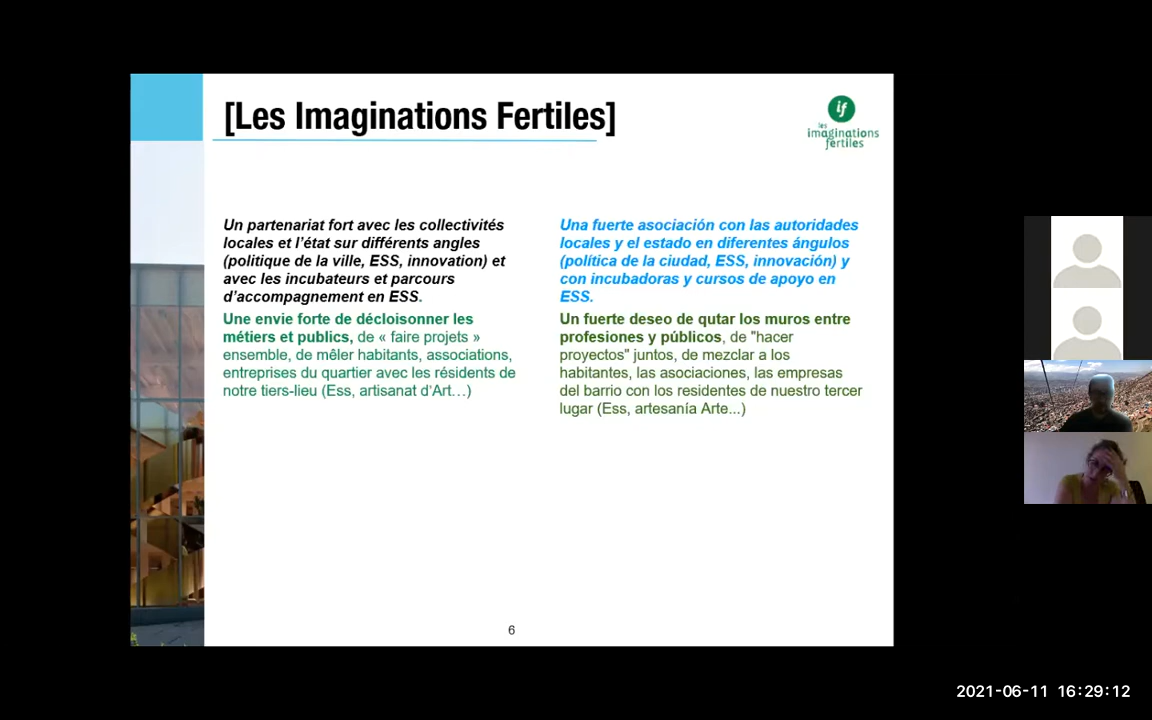 [Les Imaginations Fertiles]
if
les
imaginations
fertiles
Un partenariat fort avec les collectivités
locales et l'état sur différents angles
(politique de la ville, ESS, innovation) et
avec les incubateurs et parcours
d'accompagnement en ESS.
Une envie forte de décloisonner les
métiers et publics, de « faire projets »
ensemble, de mêler habitants, associations,
entreprises du quartier avec les résidents de
notre tiers-lieu (Ess, artisanat d'Art…)
Una fuerte asociación con las autoridades
locales y el estado en diferentes ángulos
(política de la ciudad, ESS, innovación) y
con incubadoras y cursos de apoyo en
ESS.
Un fuerte deseo de qutar los muros entre
profesiones y públicos, de "hacer
proyectos" juntos, de mezclar a los
habitantes, las asociaciones, las empresas
del barrio con los residentes de nuestro tercer
lugar (Ess, artesanía Arte...)
6
2021-06-11 16:29:12